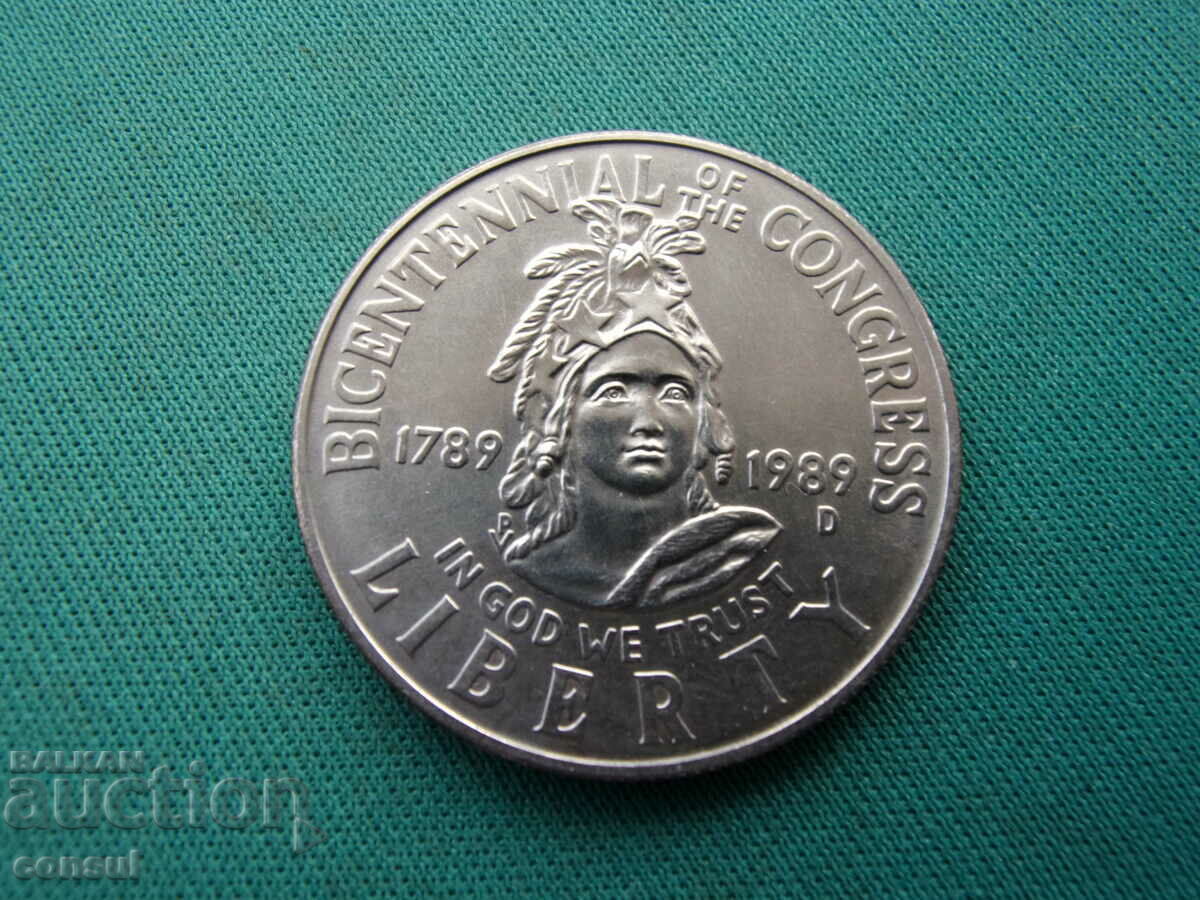 BICENTENNIAL OF THE CONGRESS
1789
1989
D
IN GOD WE TRUST
LIBERTY
BALKAN
auction
consul